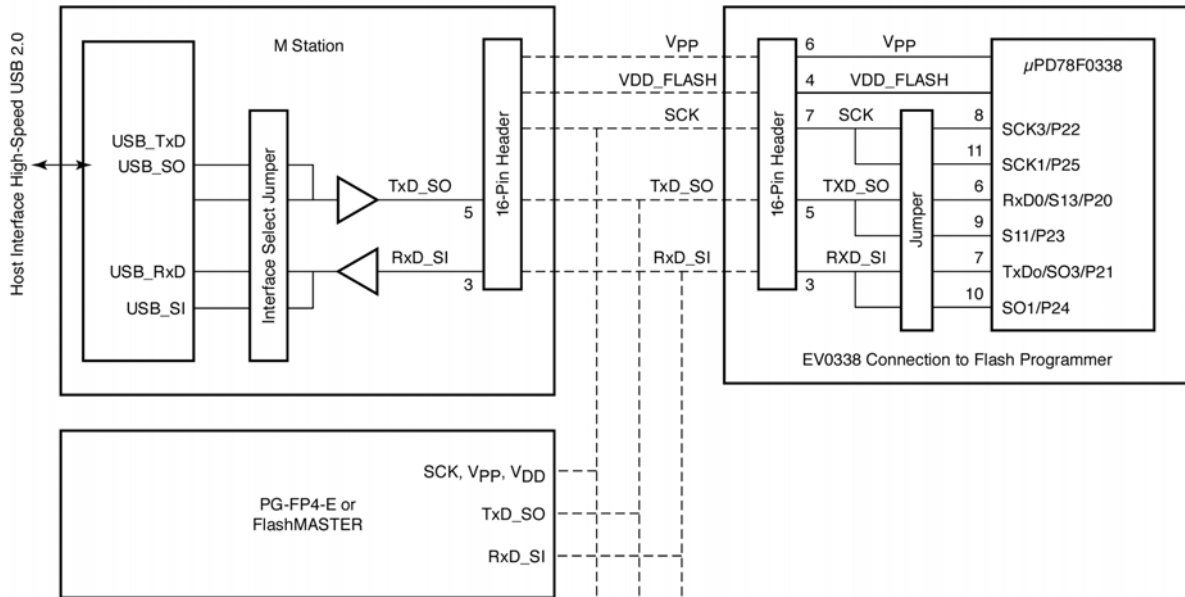 Host Interface High-Speed USB 2.0
M Station
USB_TxD
USB_SO
USB_RxD
USB_SI
Interface Select Jumper
TxD_SO
5
RxD_SI
3
16-Pin Header
VPP
VDD_FLASH
SCK
TxD_SO
RxD_SI
16-Pin Header
6
VPP
4
VDD_FLASH
7
SCK
TXD_SO
5
RXD_SI
3
Jumper
µPD78F0338
8
SCK3/P22
11
SCK1/P25
6
RxD0/S13/P20
9
S11/P23
7
TxDo/SO3/P21
10
SO1/P24
EV0338 Connection to Flash Programmer
PG-FP4-E or
FlashMASTER
SCK, VPP, VDD
TxD_SO
RxD_SI